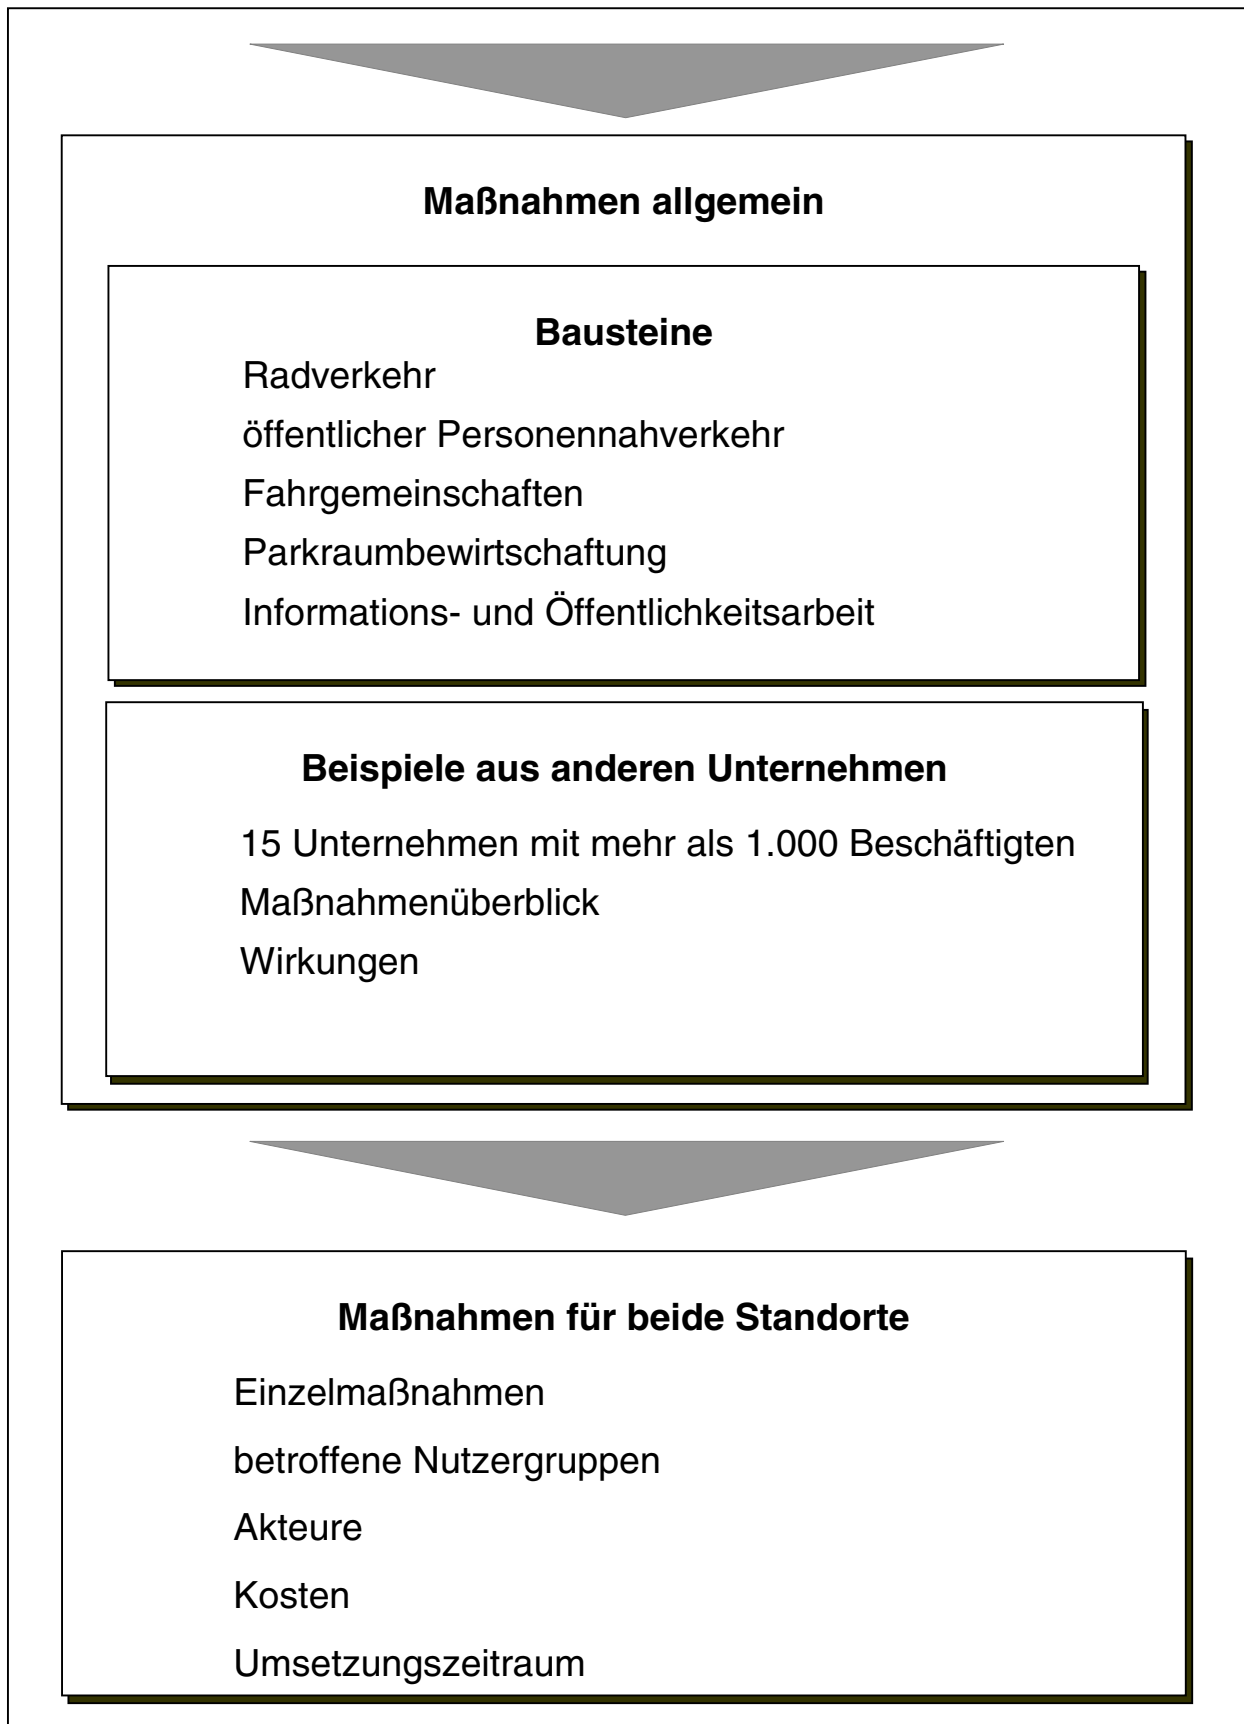 Maßnahmen allgemein
Bausteine
Radverkehr
öffentlicher Personennahverkehr
Fahrgemeinschaften
Parkraumbewirtschaftung
Informations- und Öffentlichkeitsarbeit
Beispiele aus anderen Unternehmen
15 Unternehmen mit mehr als 1.000 Beschäftigten
Maßnahmenüberblick
Wirkungen
Maßnahmen für beide Standorte
Einzelmaßnahmen
betroffene Nutzergruppen
Akteure
Kosten
Umsetzungszeitraum